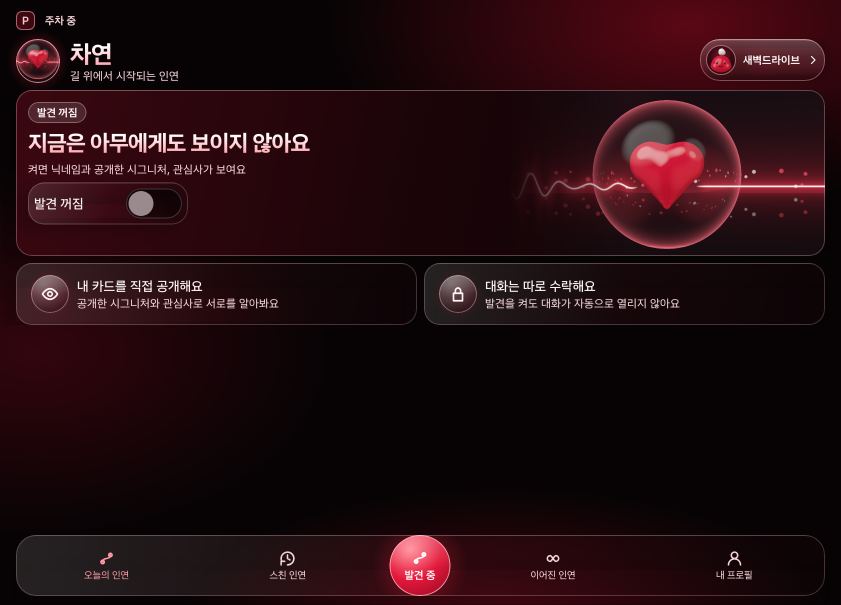 P 주차 중
차연
길 위에서 시작되는 인연
새벽드라이브
발견 꺼짐
지금은 아무에게도 보이지 않아요
켜면 닉네임과 공개한 시그니처, 관심사가 보여요
발견 꺼짐
내 카드를 직접 공개해요
공개한 시그니처와 관심사로 서로를 알아봐요
대화는 따로 수락해요
발견을 켜도 대화가 자동으로 열리지 않아요
오늘의 인연
스친 인연
발견 중
이어진 인연
내 프로필